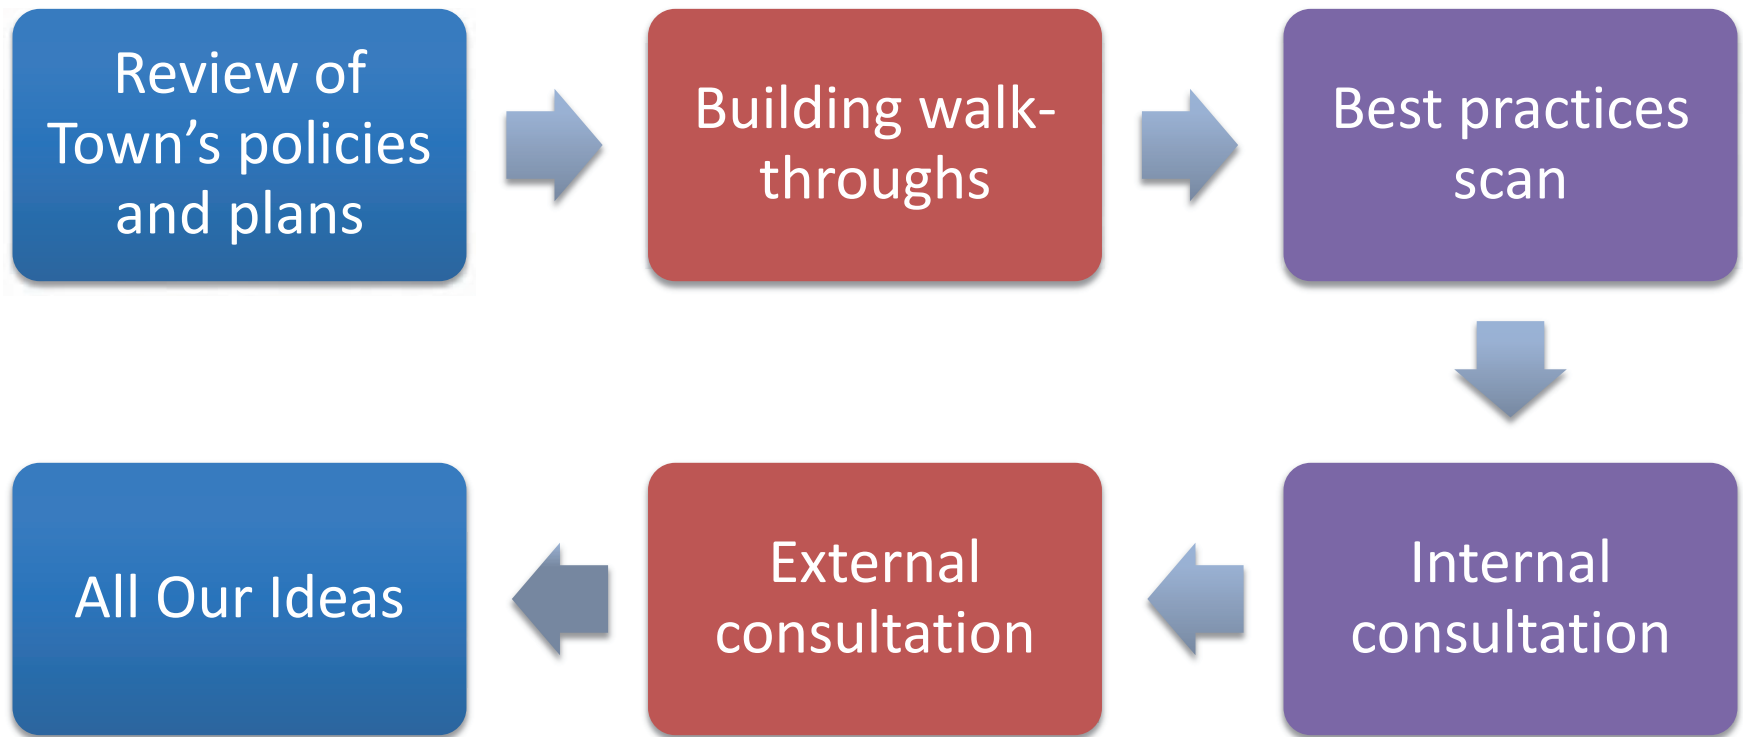 Review of
Town’s policies
and plans
Building walk-
throughs
Best practices
scan
Internal
consultation
External
consultation
All Our Ideas